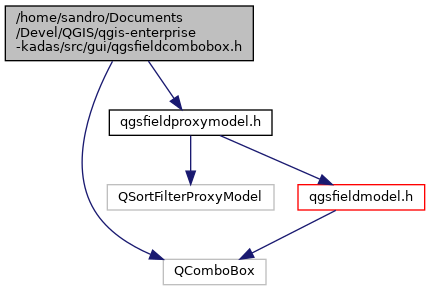 /home/sandro/Documents
/Devel/QGIS/qgis-enterprise
-kadas/src/gui/qgsfieldcombobox.h
qgsfieldproxymodel.h
QSortFilterProxyModel
qgsfieldmodel.h
QComboBox